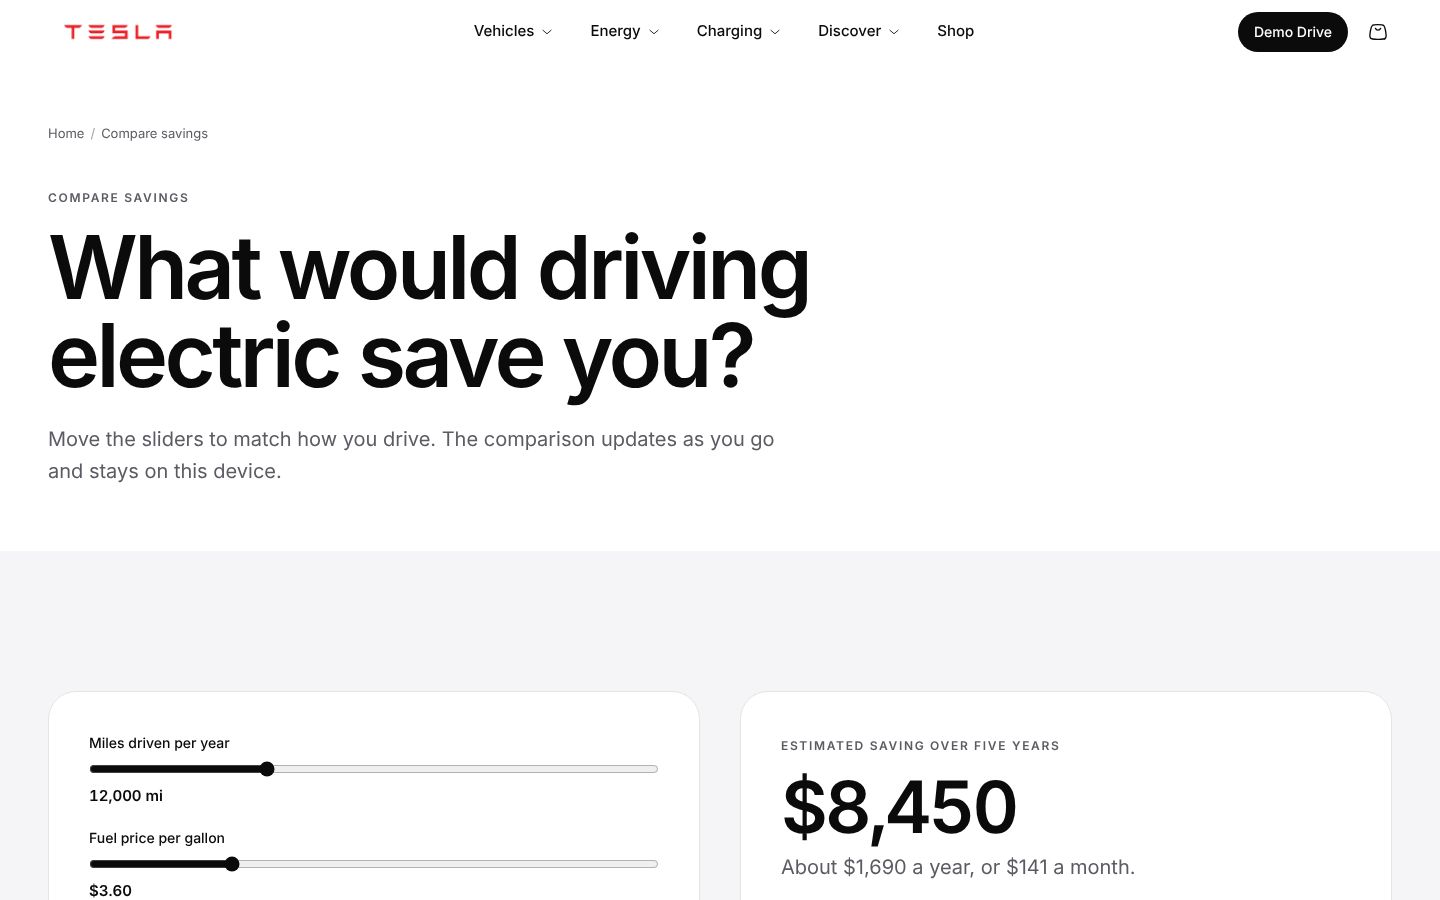 TESLA
Vehicles
Energy
Charging
Discover
Shop
Demo Drive
Home / Compare savings
COMPARE SAVINGS
What would driving
electric save you?
Move the sliders to match how you drive. The comparison updates as you go
and stays on this device.
Miles driven per year
12,000 mi
Fuel price per gallon
$3.60
ESTIMATED SAVING OVER FIVE YEARS
$8,450
About $1,690 a year, or $141 a month.